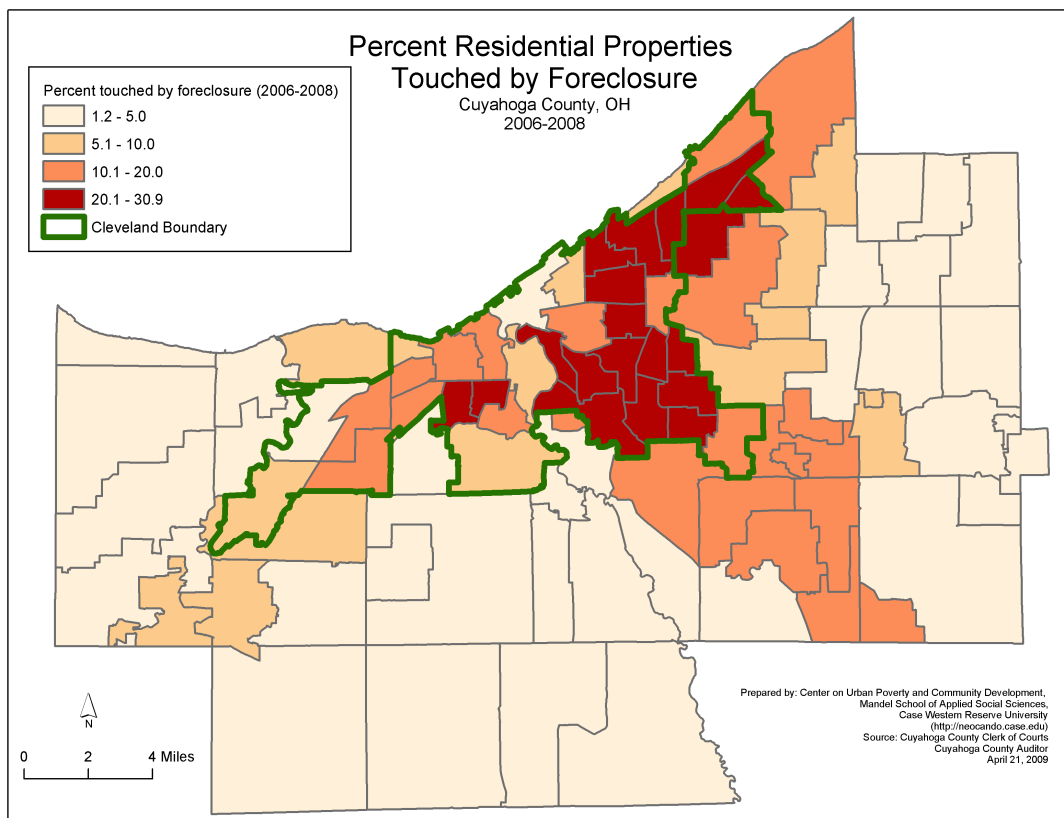 Percent Residential Properties
Touched by Foreclosure
Cuyahoga County, OH
2006-2008
Percent touched by foreclosure (2006-2008)
1.2 - 5.0
5.1 - 10.0
10.1 - 20.0
20.1 - 30.9
Cleveland Boundary
N
0 2 4 Miles
Prepared by: Center on Urban Poverty and Community Development,
Mandel School of Applied Social Sciences,
Case Western Reserve University
(http://neocando.case.edu)
Source: Cuyahoga County Clerk of Courts
Cuyahoga County Auditor
April 21, 2009